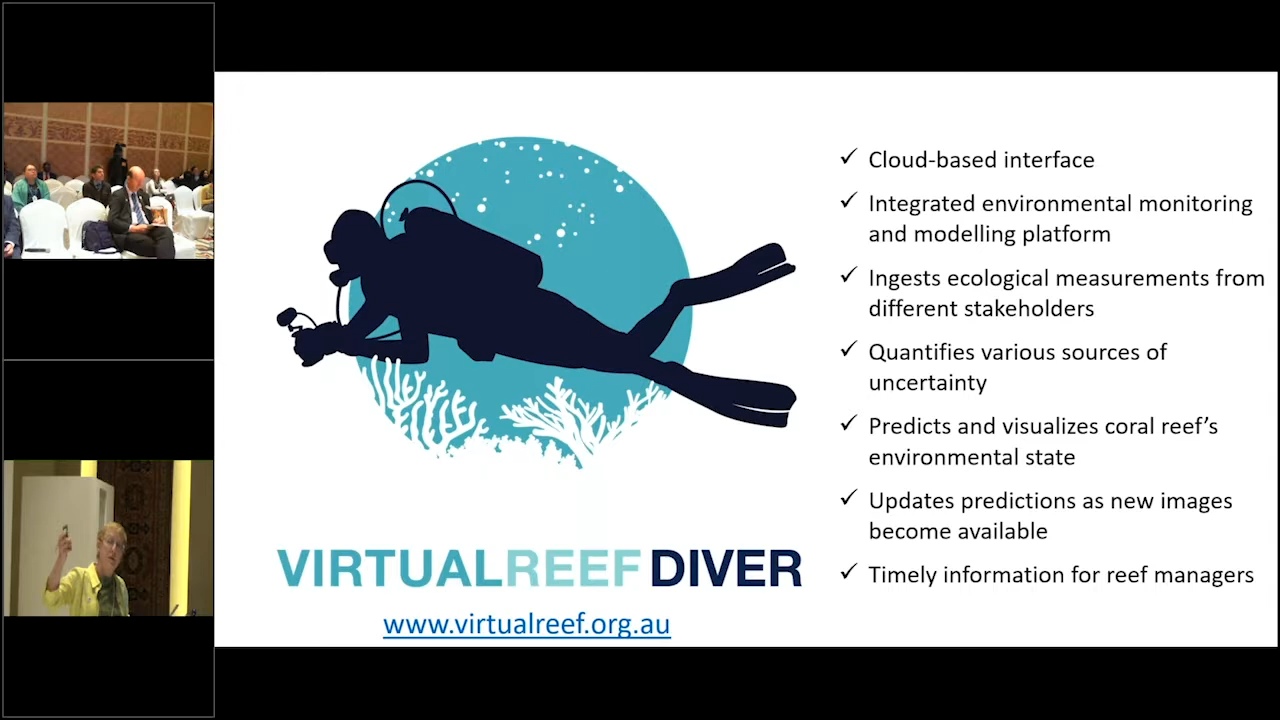 Cloud-based interface
Integrated environmental monitoring
and modelling platform
Ingests ecological measurements from
different stakeholders
Quantifies various sources of
uncertainty
Predicts and visualizes coral reef's
environmental state
Updates predictions as new images
become available
Timely information for reef managers
VIRTUALREEF DIVER
www.virtualreef.org.au